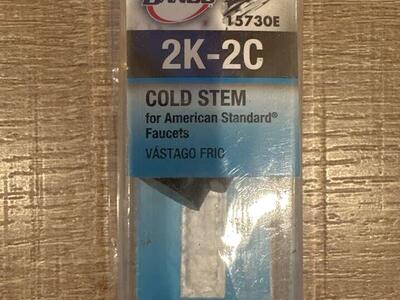 15730E
2K-2C
COLD STEM
for American Standard®
Faucets
VÁSTAGO FRIC